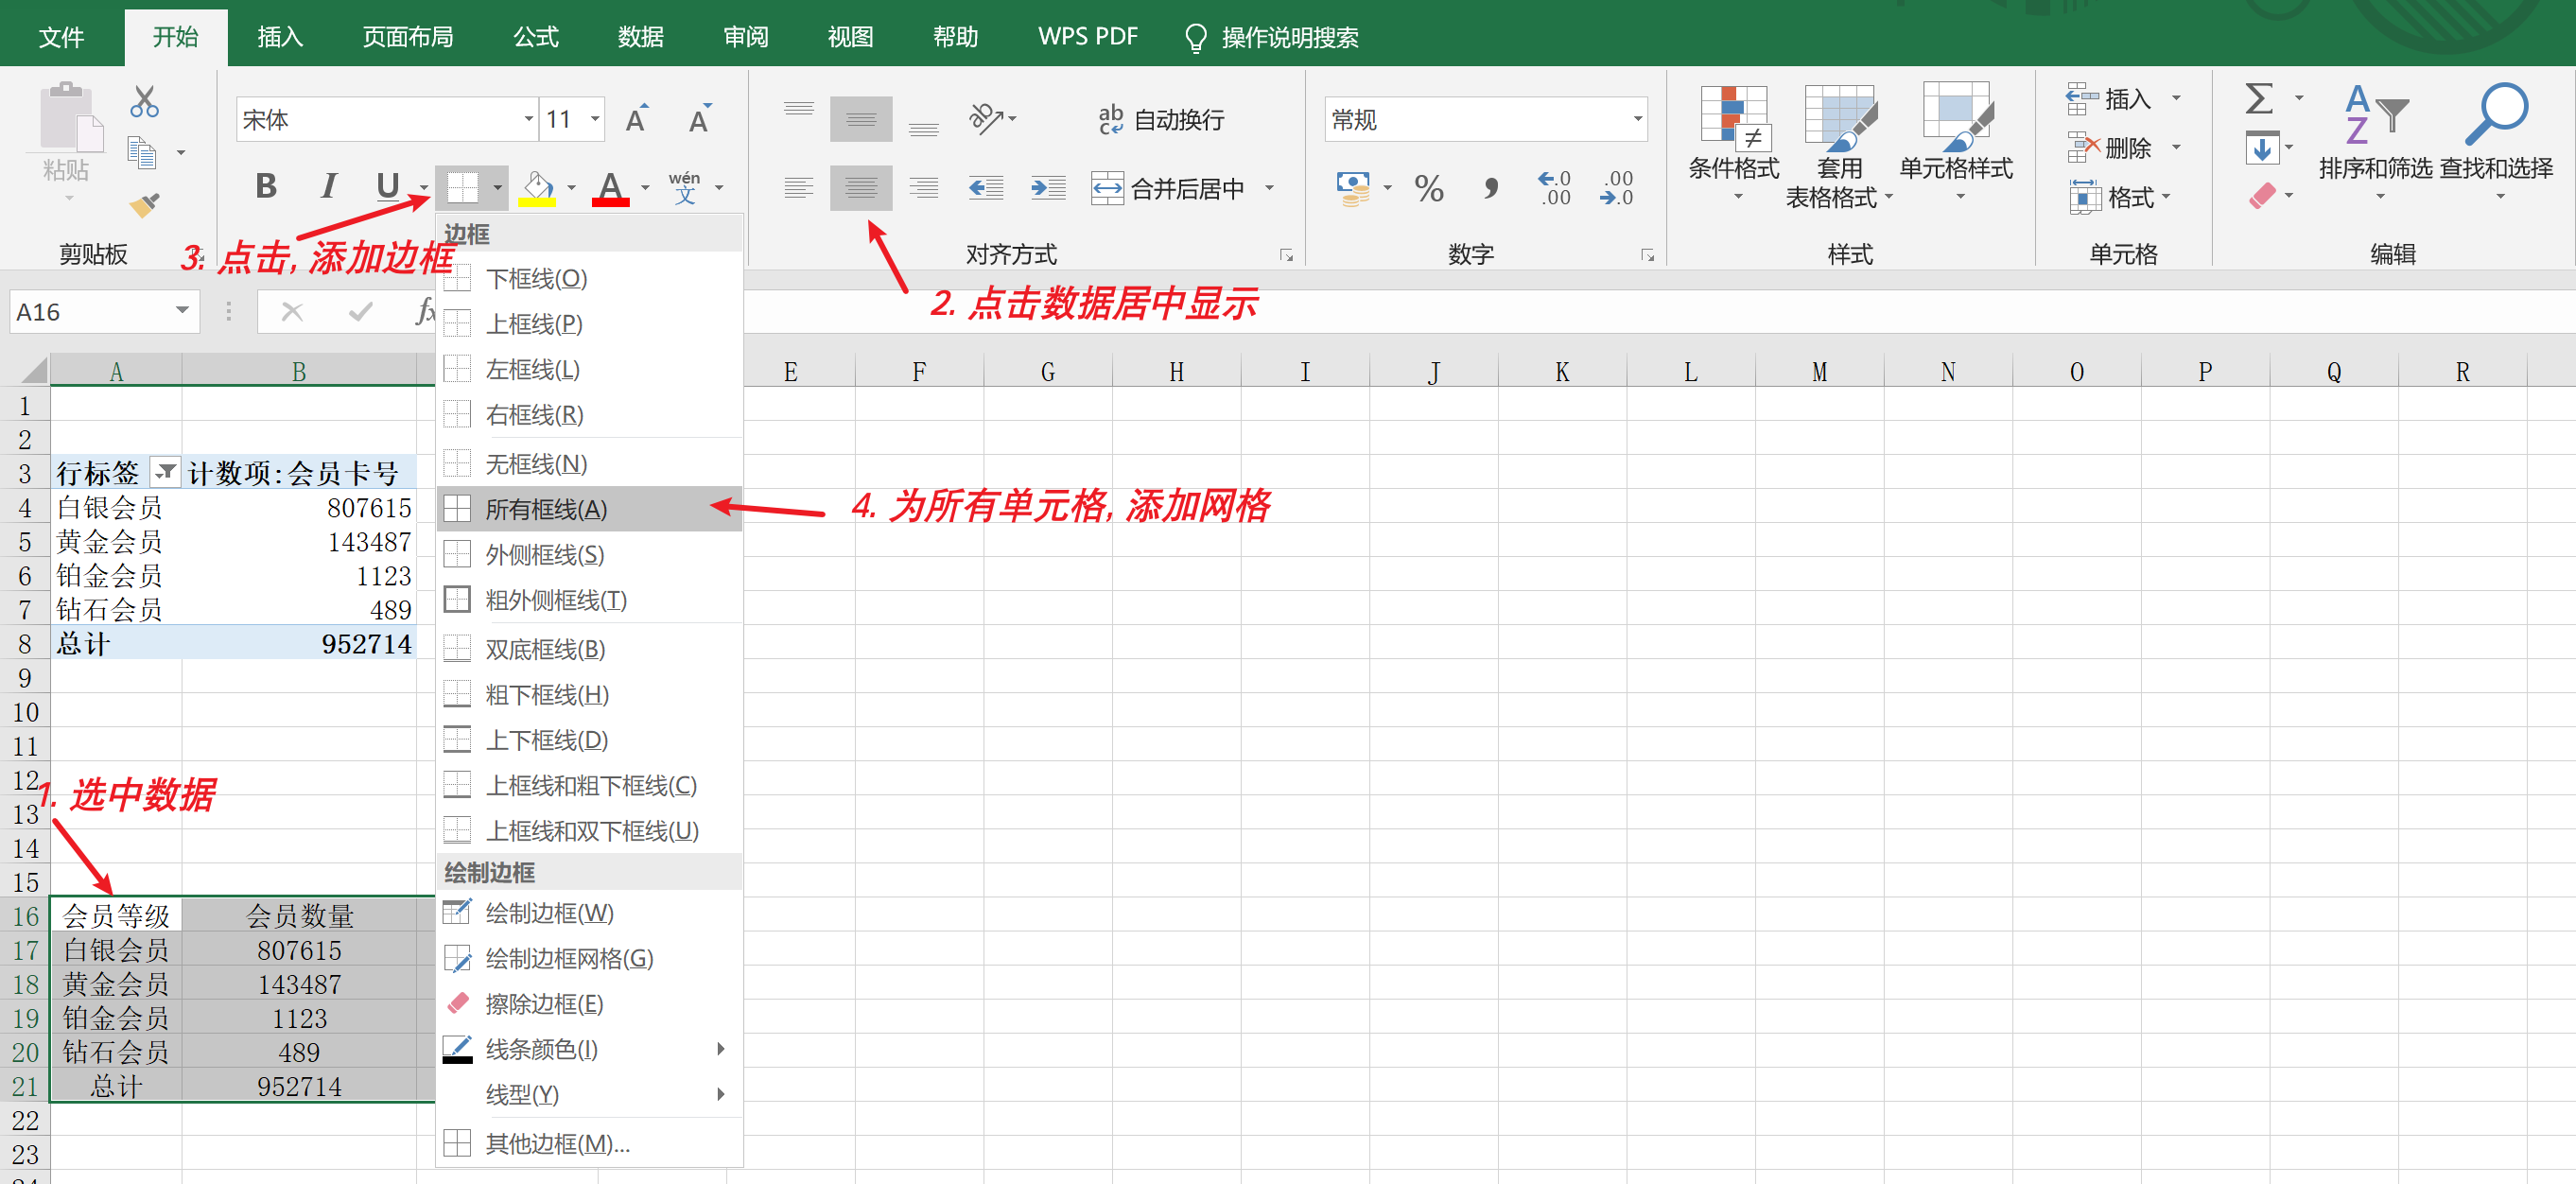 文件 开始 插入 页面布局 公式 数据 审阅 视图 帮助 WPS PDF 操作说明搜索
粘贴
剪贴板
宋体 11
B I U A wén 文
ab c 自动换行
合并后居中
对齐方式
常规
% , .0 .00 .00 .0
数字
条件格式 套用 表格格式 单元格样式
样式
插入
删除
格式
单元格
Σ
排序和筛选 查找和选择
编辑
3. 点击, 添加边框
2. 点击数据居中显示
A16 fx
边框
下框线(O)
上框线(P)
左框线(L)
右框线(R)
无框线(N)
所有框线(A)
外侧框线(S)
粗外侧框线(T)
双底框线(B)
粗下框线(H)
上下框线(D)
上框线和粗下框线(C)
上框线和双下框线(U)
绘制边框
绘制边框(W)
绘制边框网格(G)
擦除边框(E)
线条颜色(I)
线型(Y)
其他边框(M)...
4. 为所有单元格, 添加网格
A B E F G H I J K L M N O P Q R
1
2
3 行标签 计数项:会员卡号
4 白银会员 807615
5 黄金会员 143487
6 铂金会员 1123
7 钻石会员 489
8 总计 952714
9
10
11
12
1. 选中数据
13
14
15
16 会员等级 会员数量
17 白银会员 807615
18 黄金会员 143487
19 铂金会员 1123
20 钻石会员 489
21 总计 952714
22
23